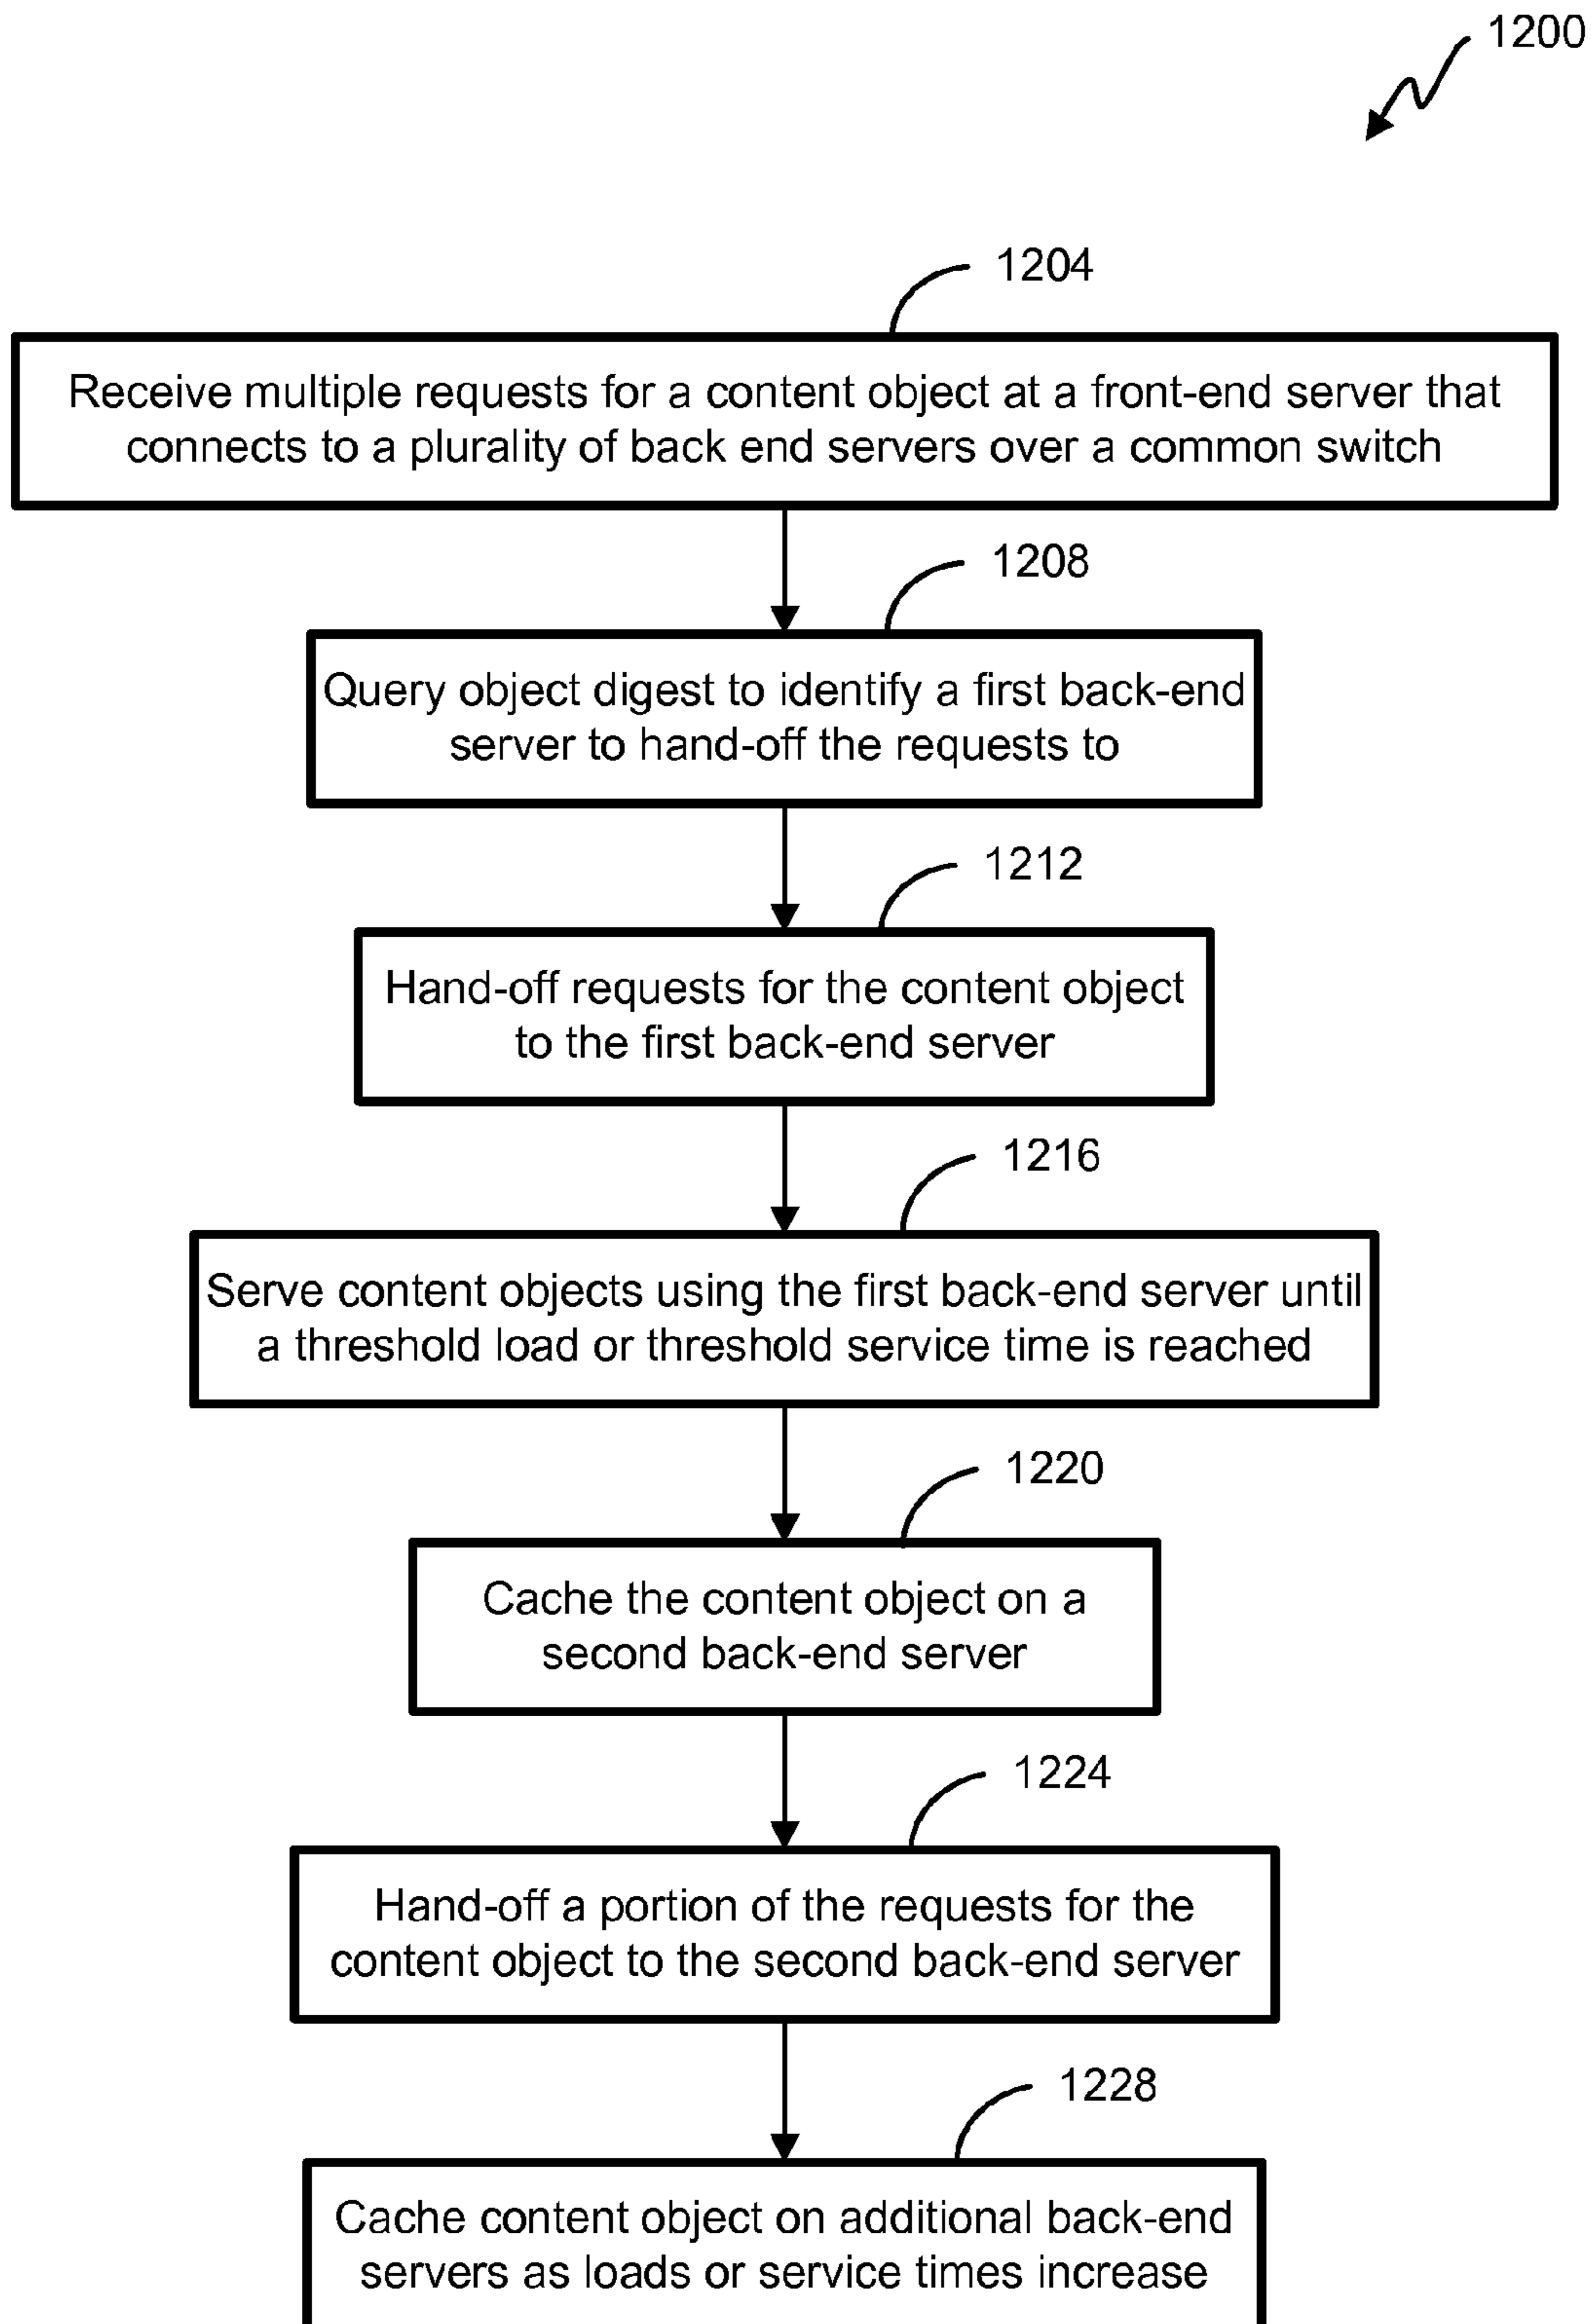 1200
1204
Receive multiple requests for a content object at a front-end server that
connects to a plurality of back end servers over a common switch
1208
Query object digest to identify a first back-end
server to hand-off the requests to
1212
Hand-off requests for the content object
to the first back-end server
1216
Serve content objects using the first back-end server until
a threshold load or threshold service time is reached
1220
Cache the content object on a
second back-end server
1224
Hand-off a portion of the requests for the
content object to the second back-end server
1228
Cache content object on additional back-end
servers as loads or service times increase